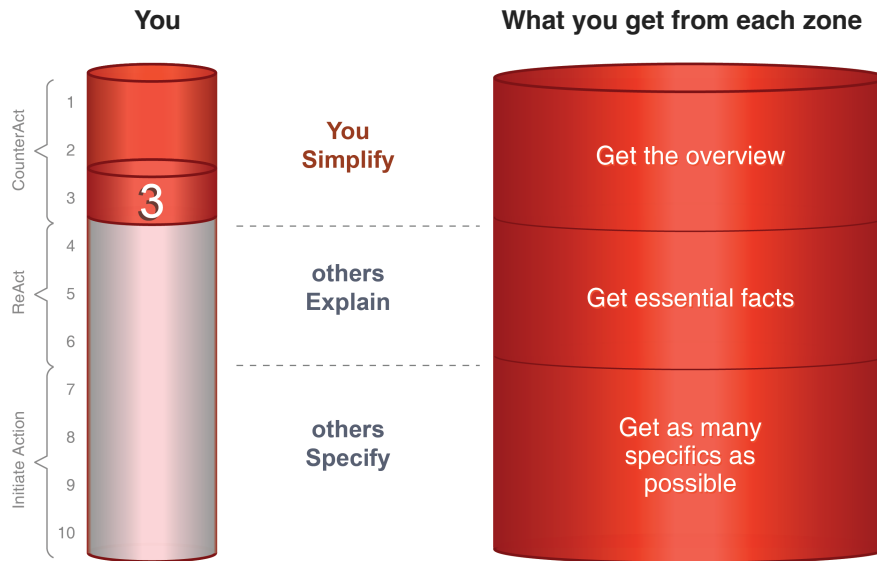 You
What you get from each zone
CounterAct
1
2
3
3
You
Simplify
Get the overview
ReAct
4
5
6
others
Explain
Get essential facts
Initiate Action
7
8
9
10
others
Specify
Get as many
specifics as
possible